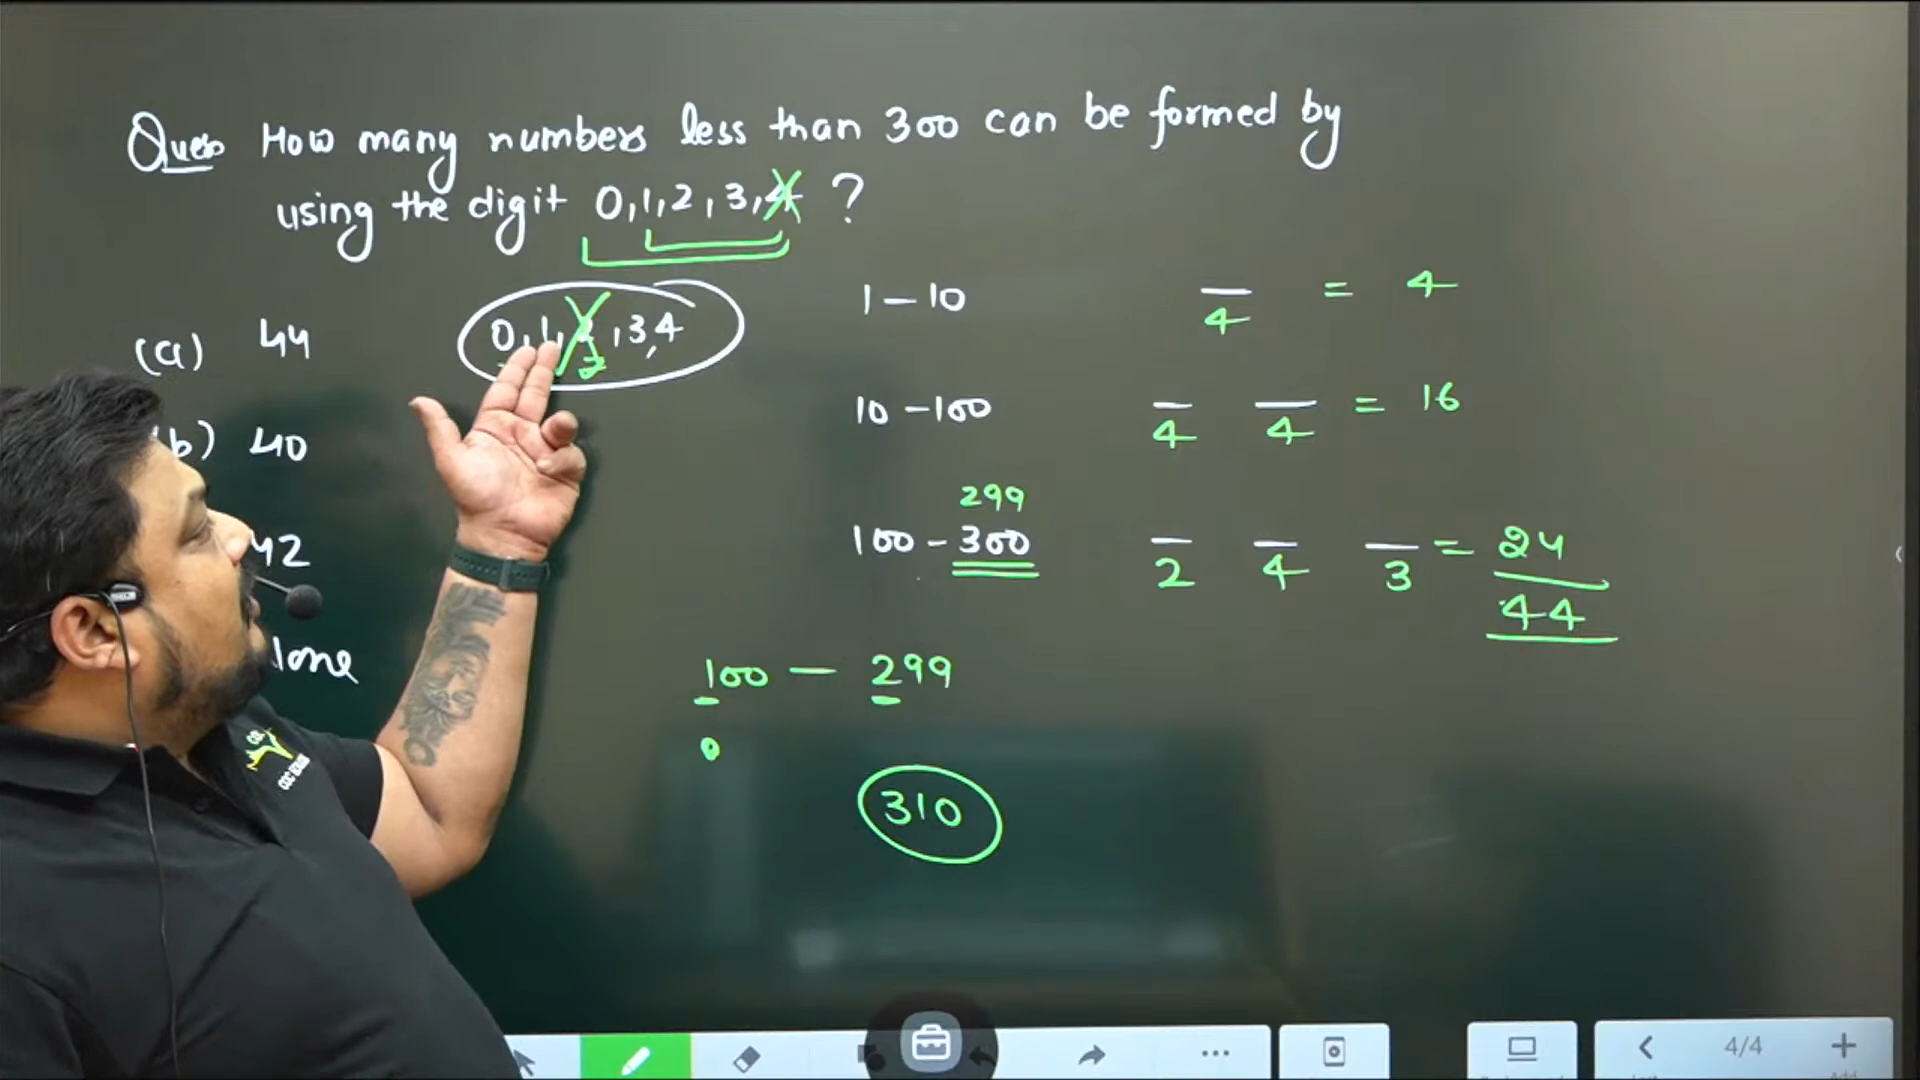 Ques How many numbers less than 300 can be formed by
using the digit 0,1,2,3,4 ?
(a) 44
0,1,2,3,4
2
b) 40
42
1 – 10
4 = 4
10 – 100
4 4 = 16
299
100 – 300
2 4 3 = 24
44
100 – 299
0
310
4/4